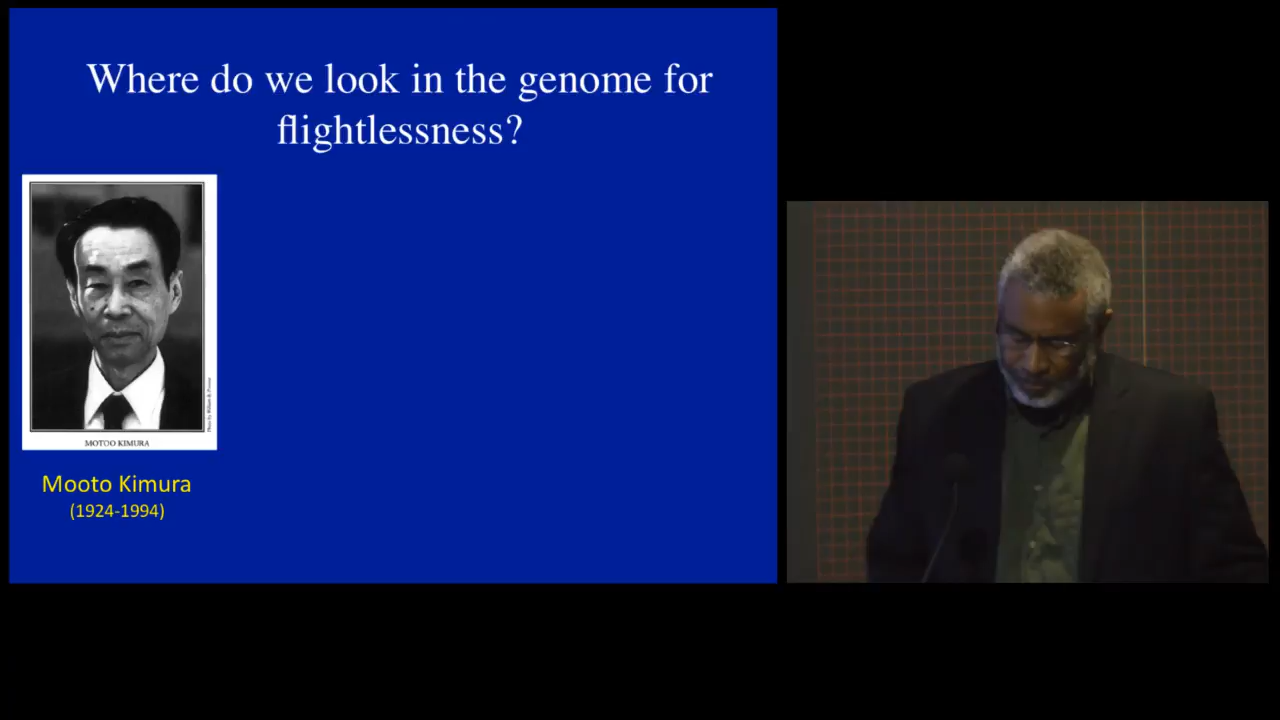 Where do we look in the genome for
flightlessness?
MOTOO KIMURA
Mooto Kimura
(1924-1994)